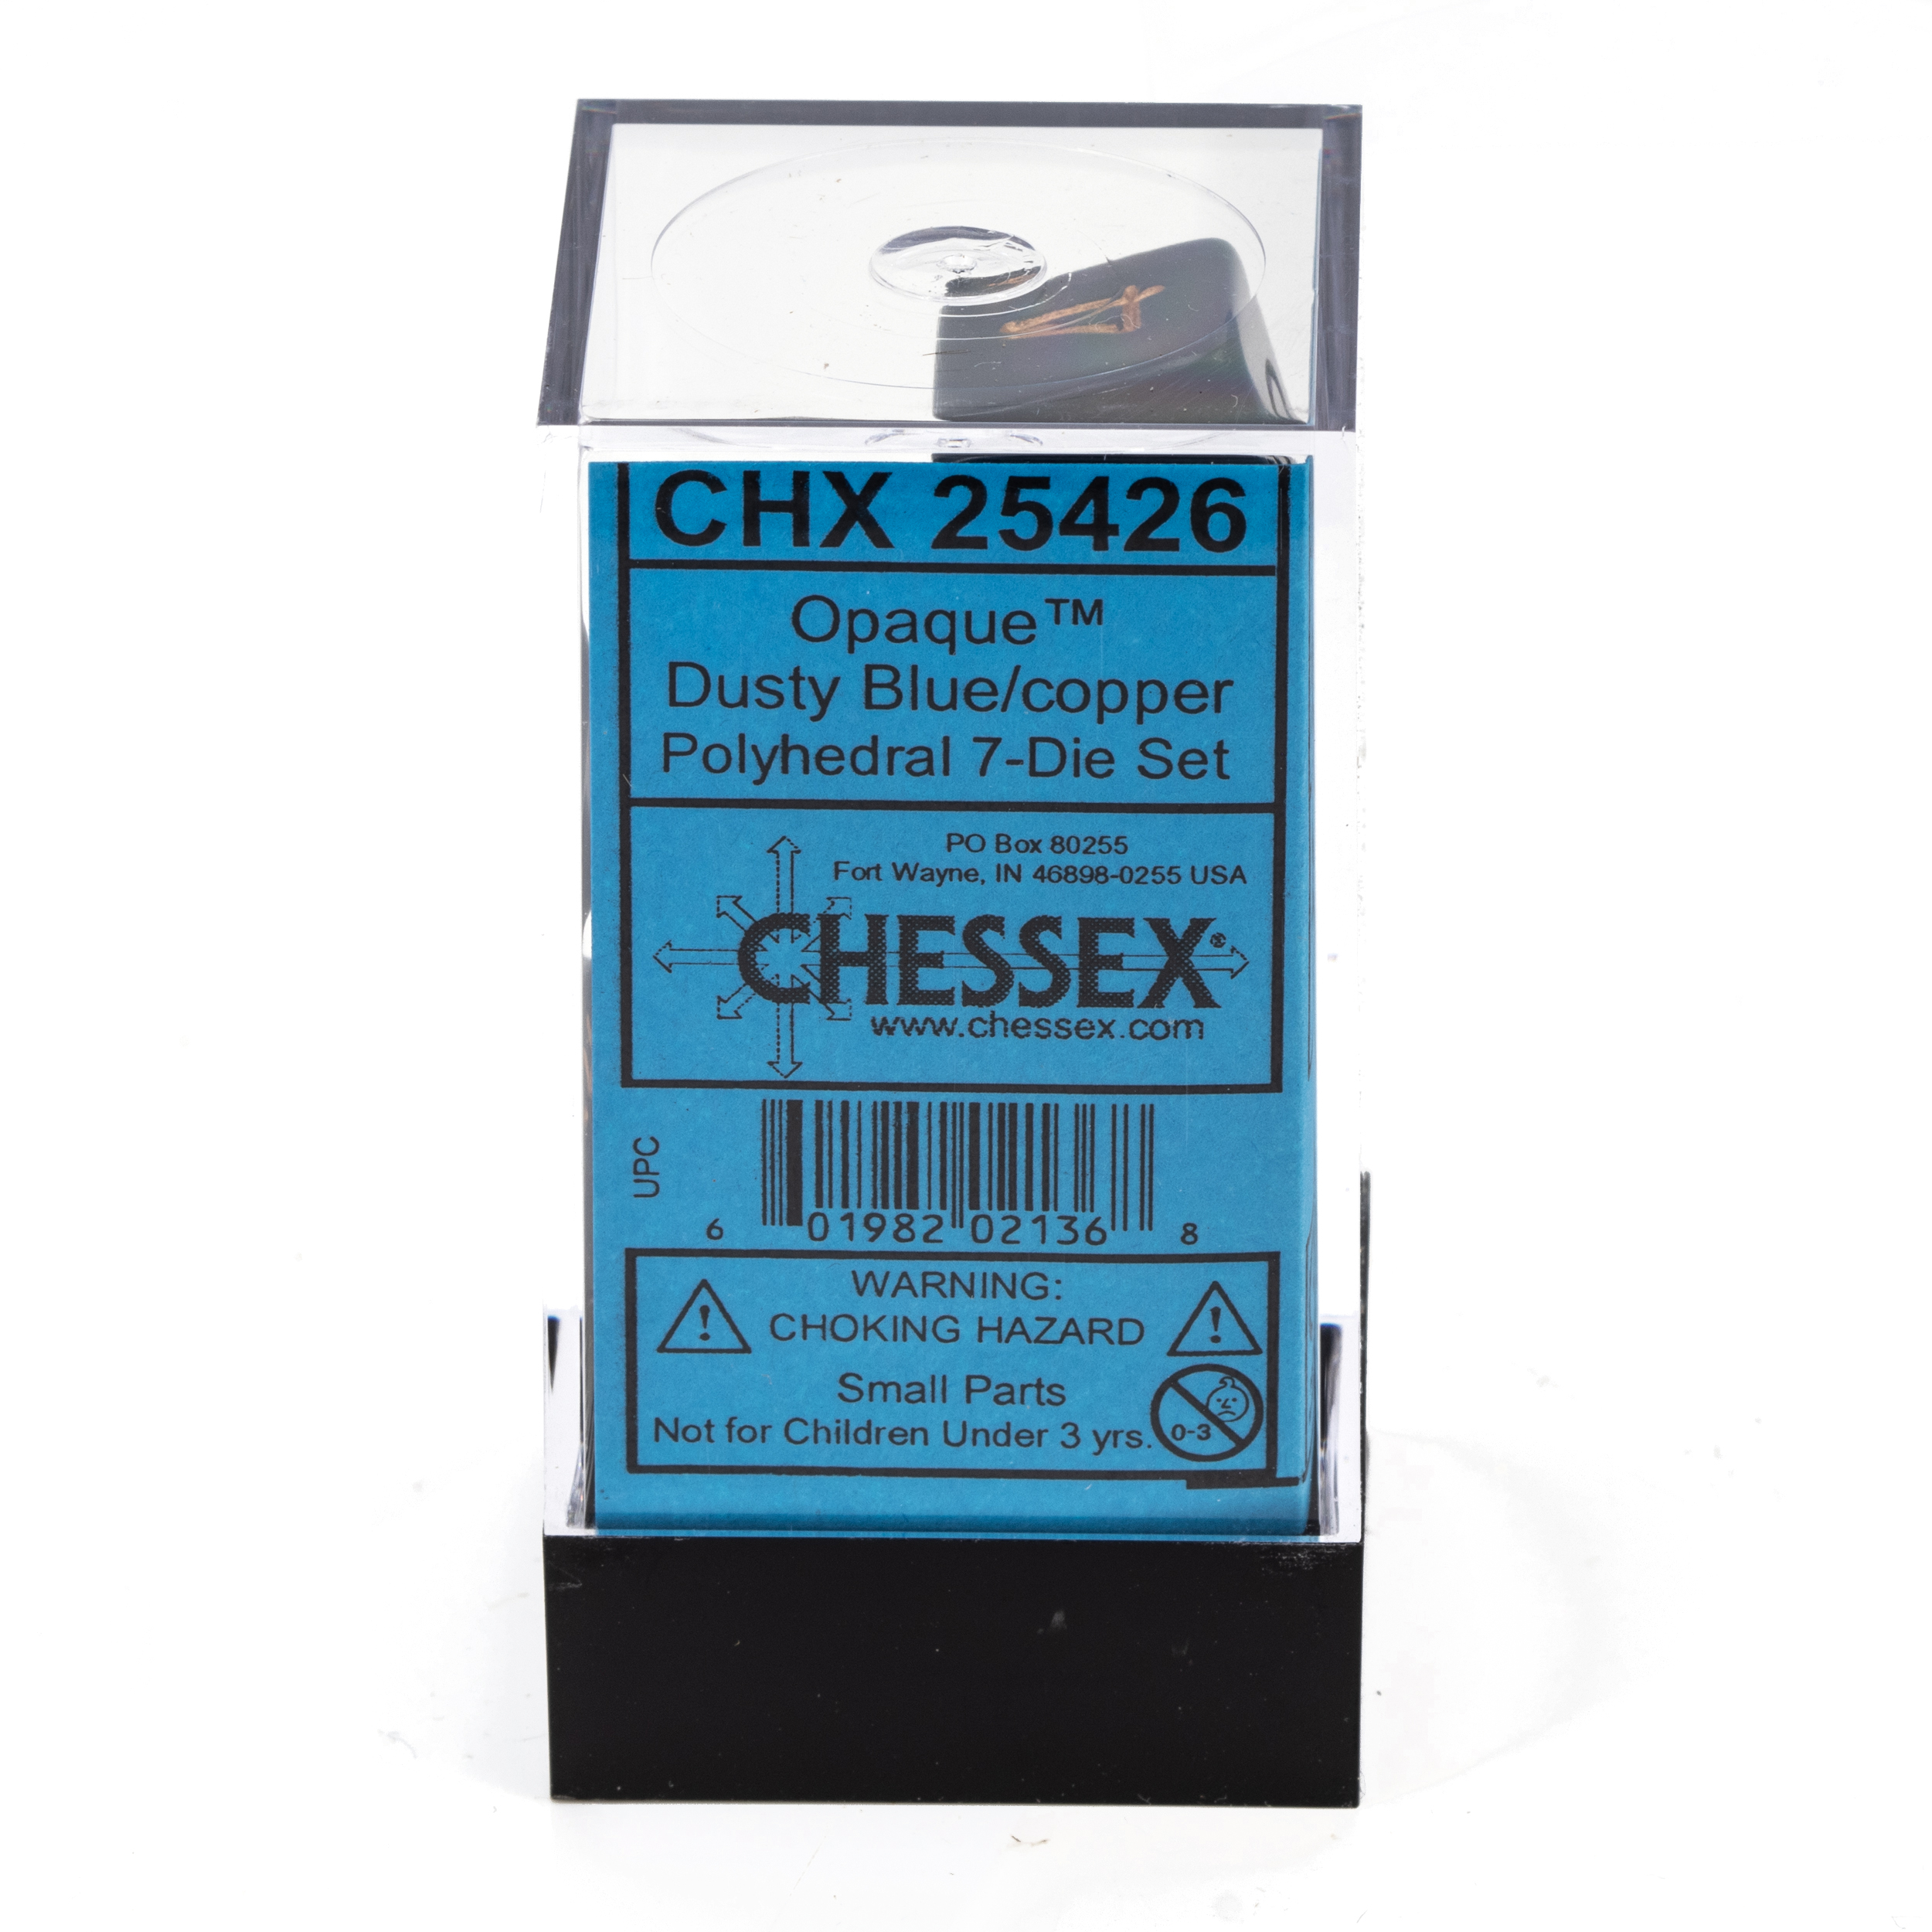 4
CHX 25426
Opaque™
Dusty Blue/copper
Polyhedral 7-Die Set
PO Box 80255
Fort Wayne, IN 46898-0255 USA
CHESSEX®
www.chessex.com
UPC
6 01982 02136 8
WARNING:
CHOKING HAZARD
Small Parts
Not for Children Under 3 yrs.
0-3